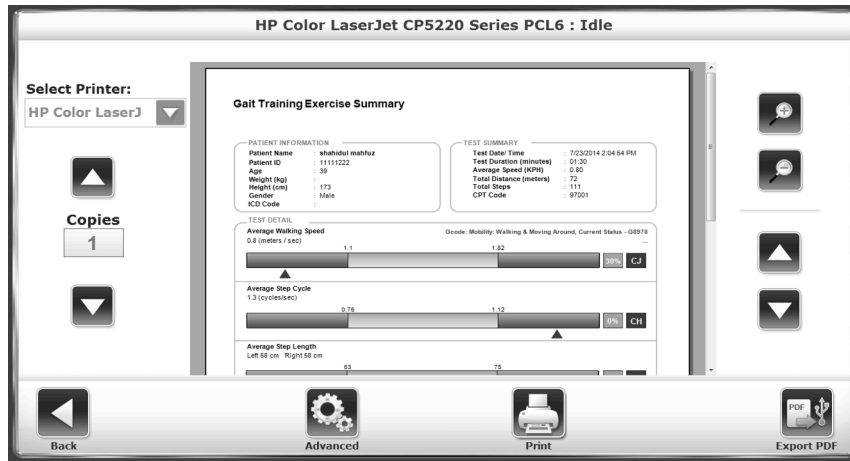 HP Color LaserJet CP5220 Series PCL6 : Idle
Select Printer:
HP Color LaserJ
Copies
1
Gait Training Exercise Summary
PATIENT INFORMATION
Patient Name : shahidul mahfuz
Patient ID : 11111222
Age : 39
Weight (kg) :
Height (cm) : 173
Gender : Male
ICD Code :
TEST SUMMARY
Test Date/ Time : 7/23/2014 2:04:54 PM
Test Duration (minutes) : 01:30
Average Speed (KPH) : 0.80
Total Distance (meters) : 72
Total Steps : 111
CPT Code : 97001
TEST DETAIL
Average Walking Speed
Gcode: Mobility: Walking & Moving Around, Current Status - G8978
0.8 (meters / sec)
---
1.1 1.82
30% CJ
Average Step Cycle
1.3 (cycles/sec)
0.76 1.12
0% CH
Average Step Length
Left 58 cm Right 58 cm
63 75
Back
Advanced
Print
PDF
Export PDF